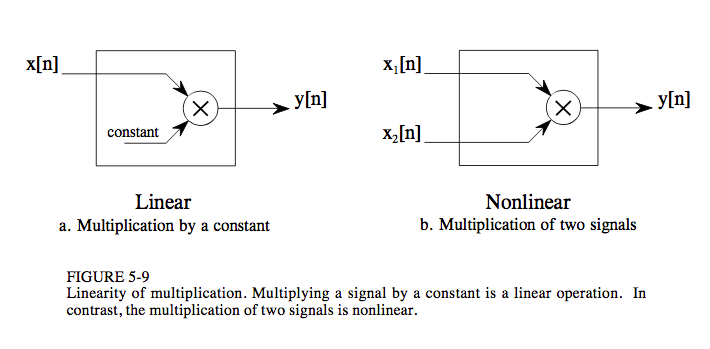 x[n]
y[n]
constant
Linear
a. Multiplication by a constant
x₁[n]
x₂[n]
y[n]
Nonlinear
b. Multiplication of two signals
FIGURE 5-9
Linearity of multiplication. Multiplying a signal by a constant is a linear operation. In
contrast, the multiplication of two signals is nonlinear.